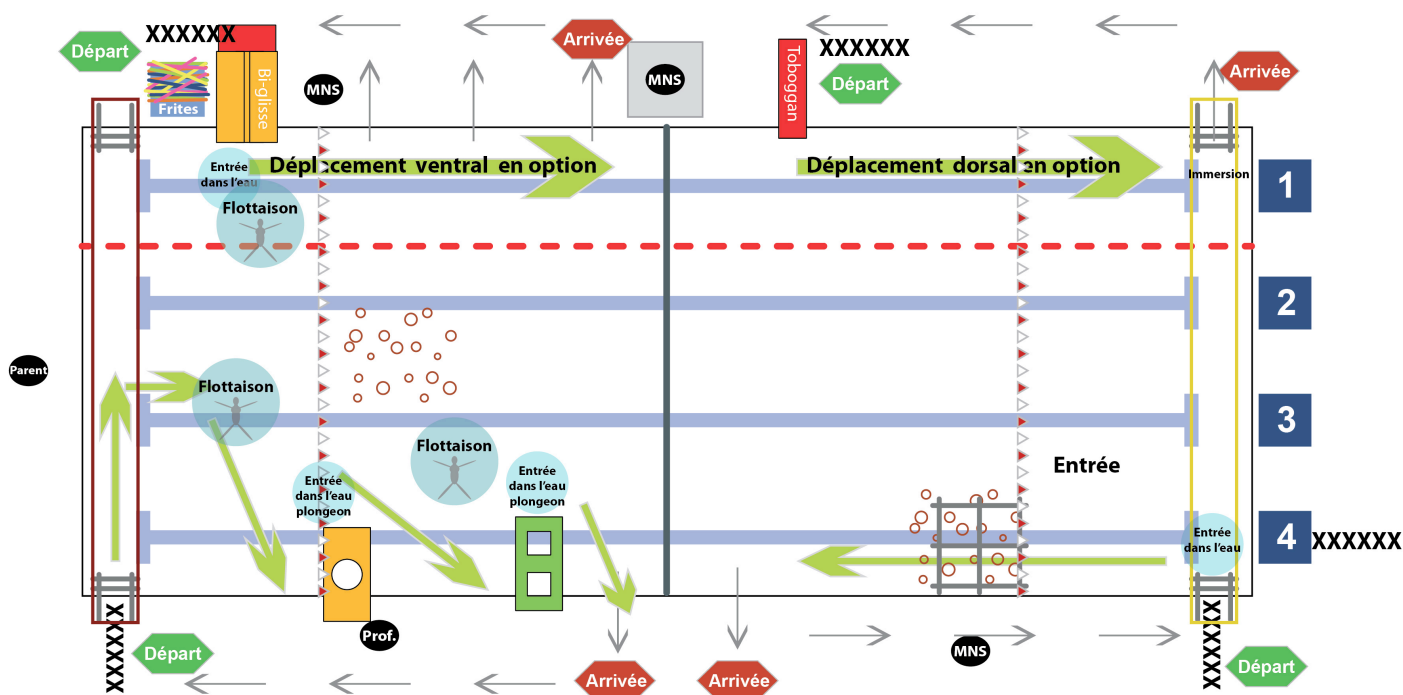 XXXXXX
Départ
Frites
Bi-glisse
MNS
Arrivée
MNS
Toboggan
XXXXXX
Départ
Arrivée
Entrée
dans l'eau
Déplacement ventral en option
Déplacement dorsal en option
Immersion
1
Flottaison
2
Parent
Flottaison
3
Flottaison
Entrée
dans l'eau
plongeon
Entrée
dans l'eau
plongeon
Entrée
Entrée
dans l'eau
4
XXXXXX
XXXXXX
Départ
Prof.
Arrivée
Arrivée
MNS
XXXXXX
Départ